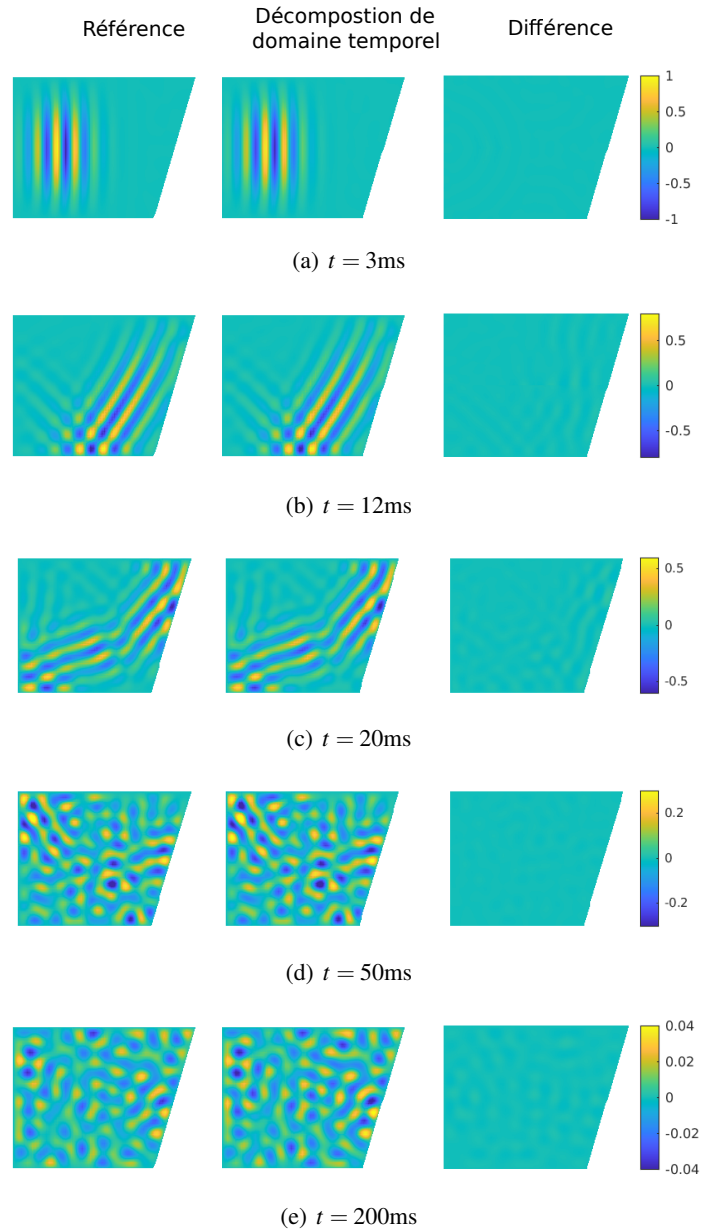 Référence
Décompostion de
domaine temporel
Différence
1
0.5
0
-0.5
-1
(a) t = 3ms
0.5
0
-0.5
(b) t = 12ms
0.5
0
-0.5
(c) t = 20ms
0.2
0
-0.2
(d) t = 50ms
0.04
0.02
0
-0.02
-0.04
(e) t = 200ms